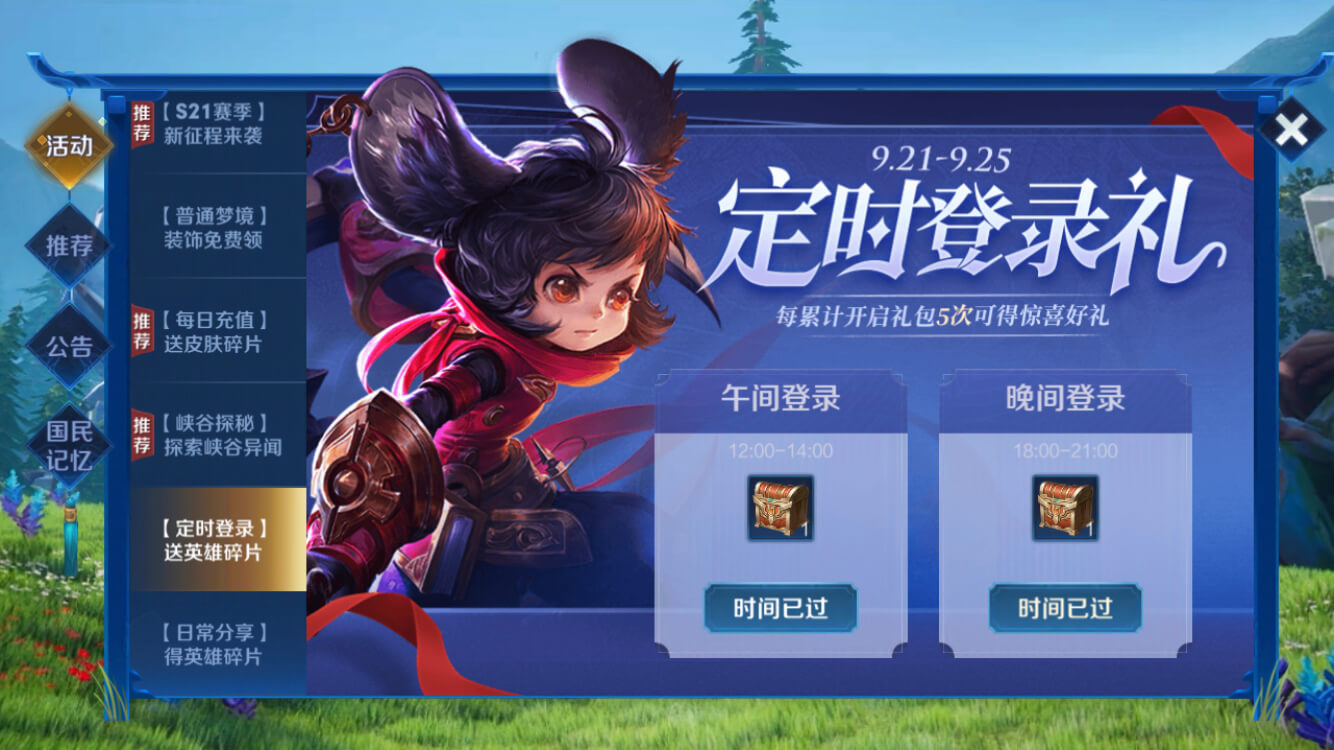 活动
推荐
公告
国民
记忆
推荐
【S21赛季】
新征程来袭
【普通梦境】
装饰免费领
推荐
【每日充值】
送皮肤碎片
推荐
【峡谷探秘】
探索峡谷异闻
【定时登录】
送英雄碎片
【日常分享】
得英雄碎片
9.21-9.25
定时登录礼
每累计开启礼包5次可得惊喜好礼
午间登录
12:00-14:00
时间已过
晚间登录
18:00-21:00
时间已过